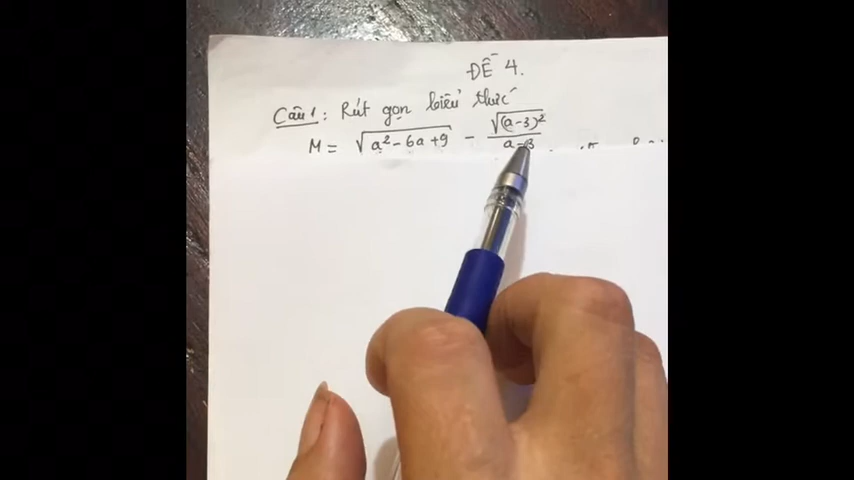 ĐỀ 4.
Câu 1: Rút gọn biểu thức
M = √(a² - 6a + 9) - √((a-3)²) / (a-3)